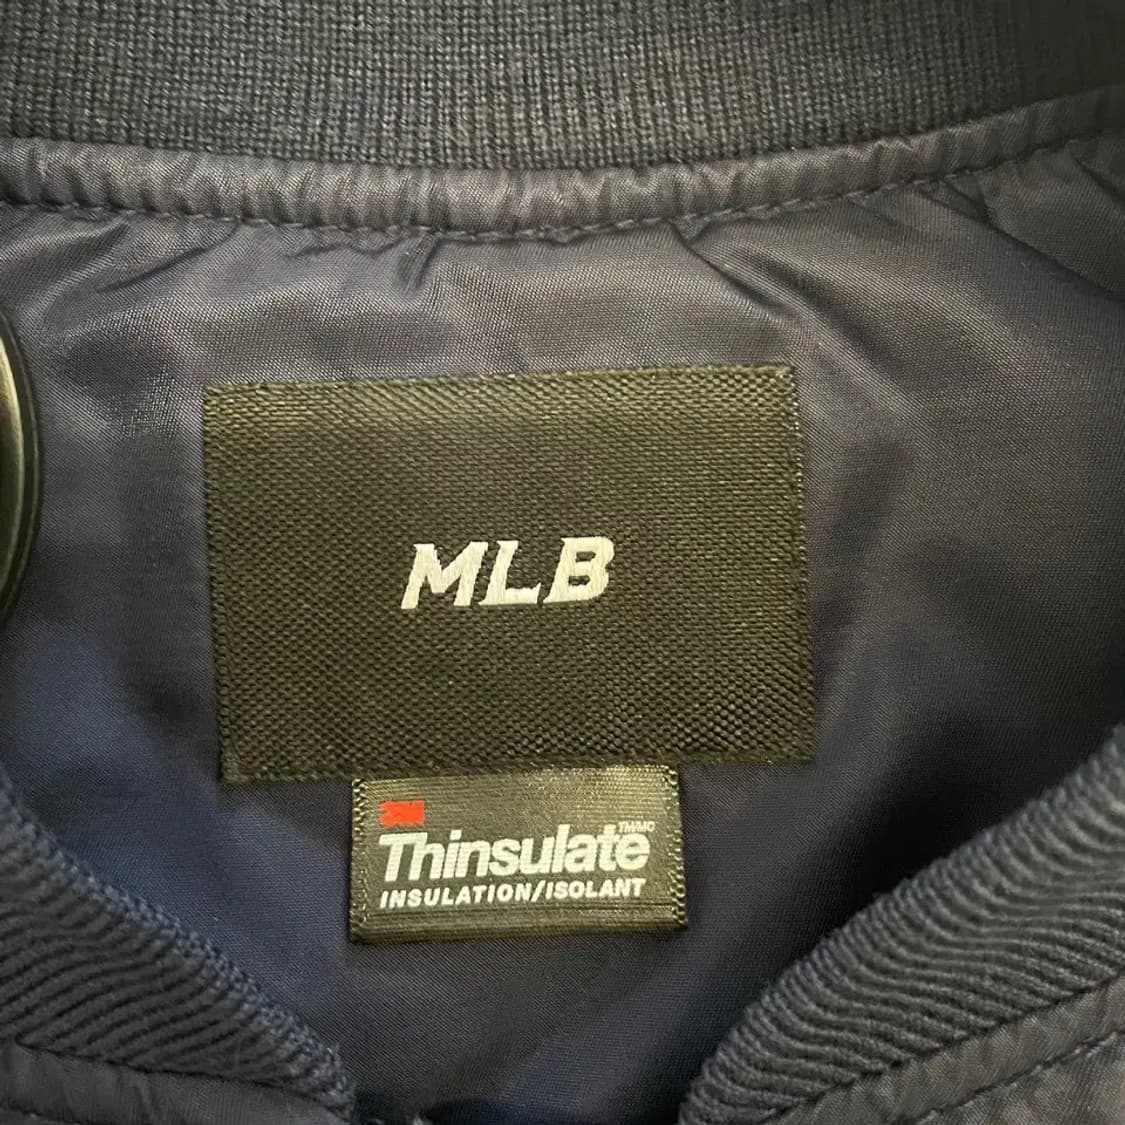 MLB
3M
Thinsulate TM/MC
INSULATION/ISOLANT